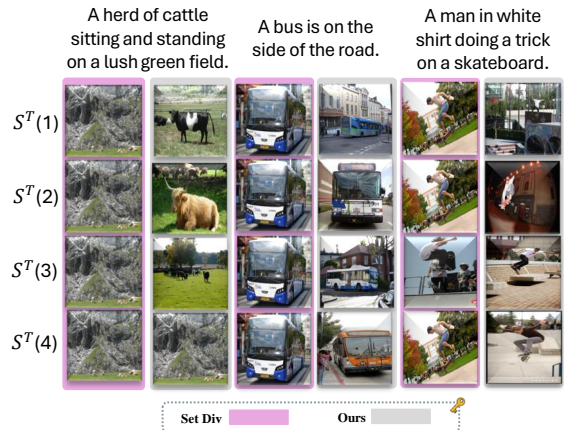 A herd of cattle
sitting and standing
on a lush green field.
A bus is on the
side of the road.
A man in white
shirt doing a trick
on a skateboard.
S^T(1)
S^T(2)
S^T(3)
S^T(4)
Set Div
Ours